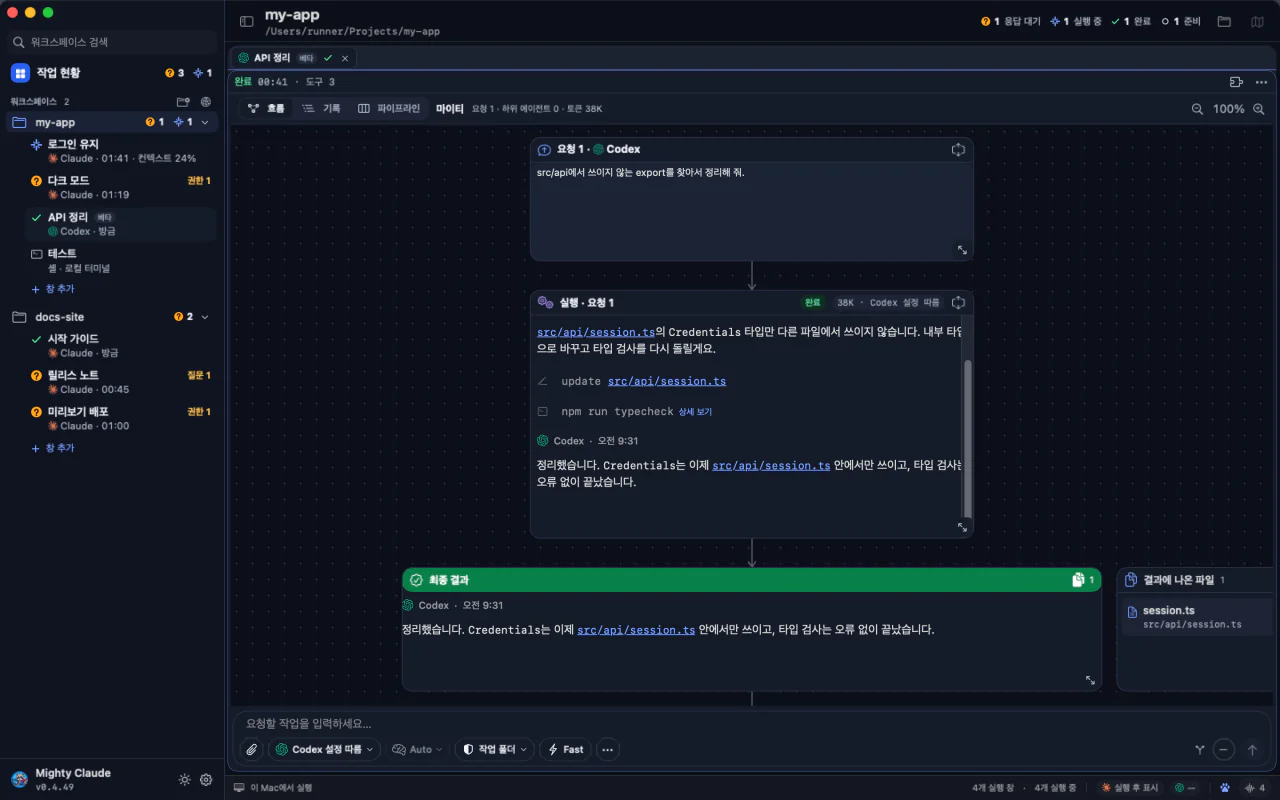 my-app
/Users/runner/Projects/my-app
1 응답 대기 1 실행 중 1 완료 1 준비
워크스페이스 검색
작업 현황 3 1
워크스페이스 2
my-app 1 1
로그인 유지
Claude · 01:41 · 컨텍스트 24%
다크 모드 권한 1
Claude · 01:19
API 정리 베타
Codex · 방금
테스트
셸 · 로컬 터미널
+ 창 추가
docs-site 2
시작 가이드
Claude · 방금
릴리스 노트 질문 1
Claude · 00:45
미리보기 배포 권한 1
Claude · 01:00
+ 창 추가
Mighty Claude
v0.4.49
API 정리 베타
완료 00:41 · 도구 3
흐름 기록 파이프라인 마이티 요청 1 · 하위 에이전트 0 · 토큰 38K
100%
요청 1 · Codex
src/api에서 쓰이지 않는 export를 찾아서 정리해 줘.
실행 · 요청 1 완료 38K · Codex 설정 따름
src/api/session.ts의 Credentials 타입만 다른 파일에서 쓰이지 않습니다. 내부 타입
으로 바꾸고 타입 검사를 다시 돌릴게요.
update src/api/session.ts
npm run typecheck 상세 보기
Codex · 오전 9:31
정리했습니다. Credentials는 이제 src/api/session.ts 안에서만 쓰이고, 타입 검사는
오류 없이 끝났습니다.
최종 결과 1
Codex · 오전 9:31
정리했습니다. Credentials는 이제 src/api/session.ts 안에서만 쓰이고, 타입 검사는 오류 없이 끝났습니다.
결과에 나온 파일 1
session.ts
src/api/session.ts
요청할 작업을 입력하세요...
Codex 설정 따름 Auto 작업 폴더 Fast
이 Mac에서 실행
4개 실행 창 · 4개 실행 중 실행 후 표시 — 4